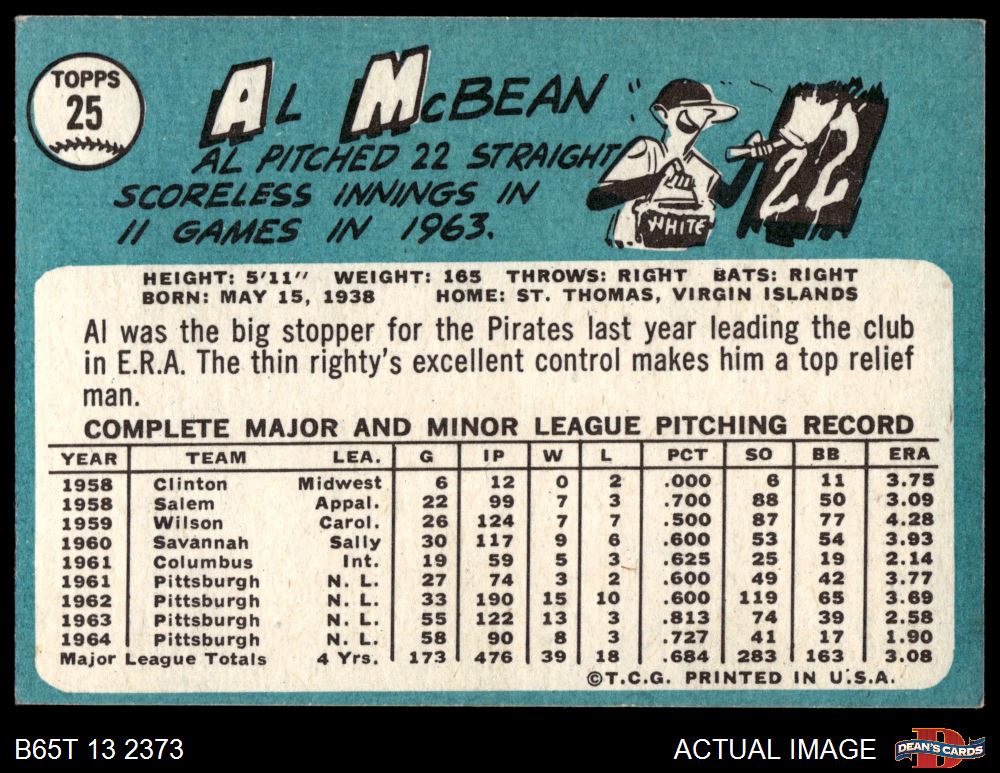 TOPPS
25
AL McBEAN
AL PITCHED 22 STRAIGHT
SCORELESS INNINGS IN
11 GAMES IN 1963.
22
WHITE
HEIGHT: 5'11" WEIGHT: 165 THROWS: RIGHT BATS: RIGHT
BORN: MAY 15, 1938 HOME: ST. THOMAS, VIRGIN ISLANDS
Al was the big stopper for the Pirates last year leading the club
in E.R.A. The thin righty's excellent control makes him a top relief
man.
COMPLETE MAJOR AND MINOR LEAGUE PITCHING RECORD
YEAR TEAM LEA. G IP W L PCT SO BB ERA
1958 Clinton Midwest 6 12 0 2 .000 6 11 3.75
1958 Salem Appal. 22 99 7 3 .700 88 50 3.09
1959 Wilson Carol. 26 124 7 7 .500 87 77 4.28
1960 Savannah Sally 30 117 9 6 .600 53 54 3.93
1961 Columbus Int. 19 59 5 3 .625 25 19 2.14
1961 Pittsburgh N. L. 27 74 3 2 .600 49 42 3.77
1962 Pittsburgh N. L. 33 190 15 10 .600 119 65 3.69
1963 Pittsburgh N. L. 55 122 13 3 .813 74 39 2.58
1964 Pittsburgh N. L. 58 90 8 3 .727 41 17 1.90
Major League Totals 4 Yrs. 173 476 39 18 .684 283 163 3.08
©T.C.G. PRINTED IN U.S.A.
B65T 13 2373
ACTUAL IMAGE
D
DEAN'S CARDS